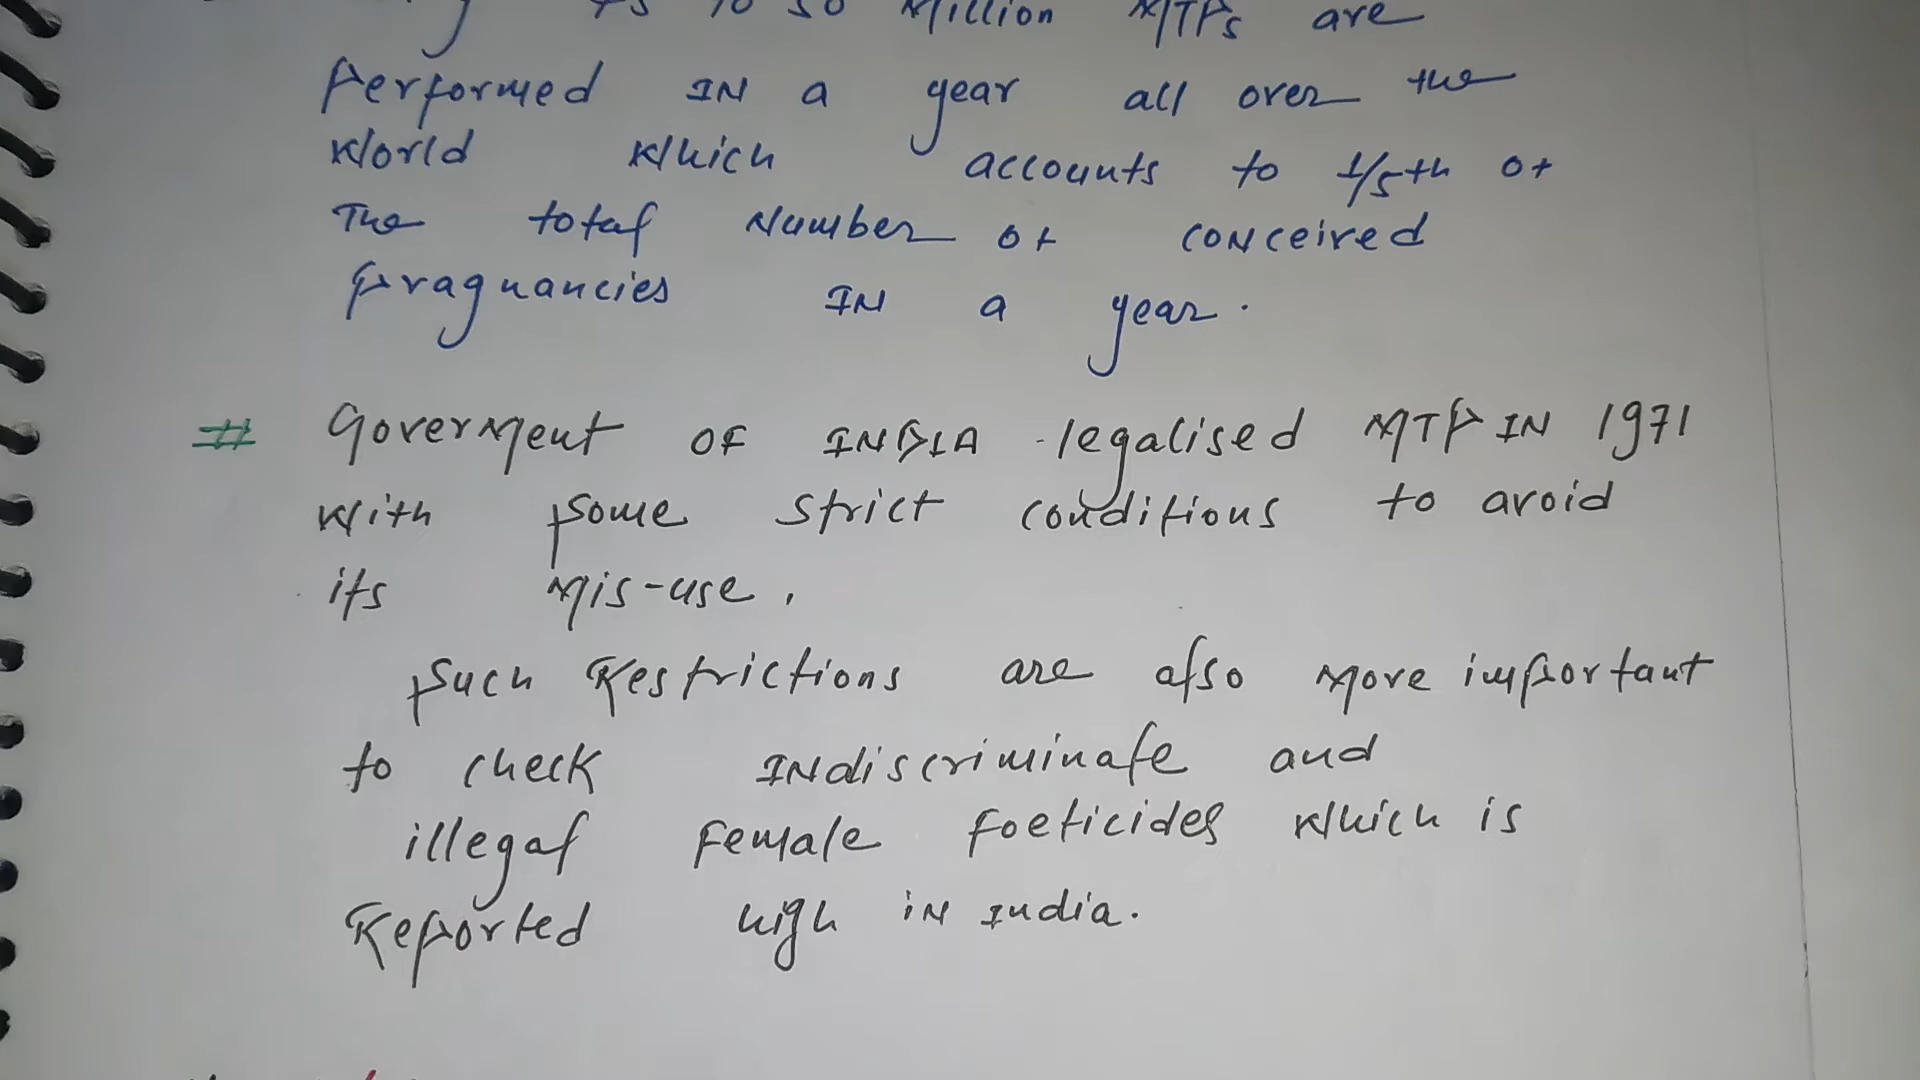 to 50 Million MTPs are
performed IN a year all over the
World Which accounts to 1/5th of
The total Number of conceived
pragnancies IN a year.
# Goverment OF INDIA legalised MTP IN 1971
With some strict conditions to avoid
its Mis-use.
Such Restrictions are also More important
to check INdiscriminate and
illegal Female foeticides Which is
Reported high in India.